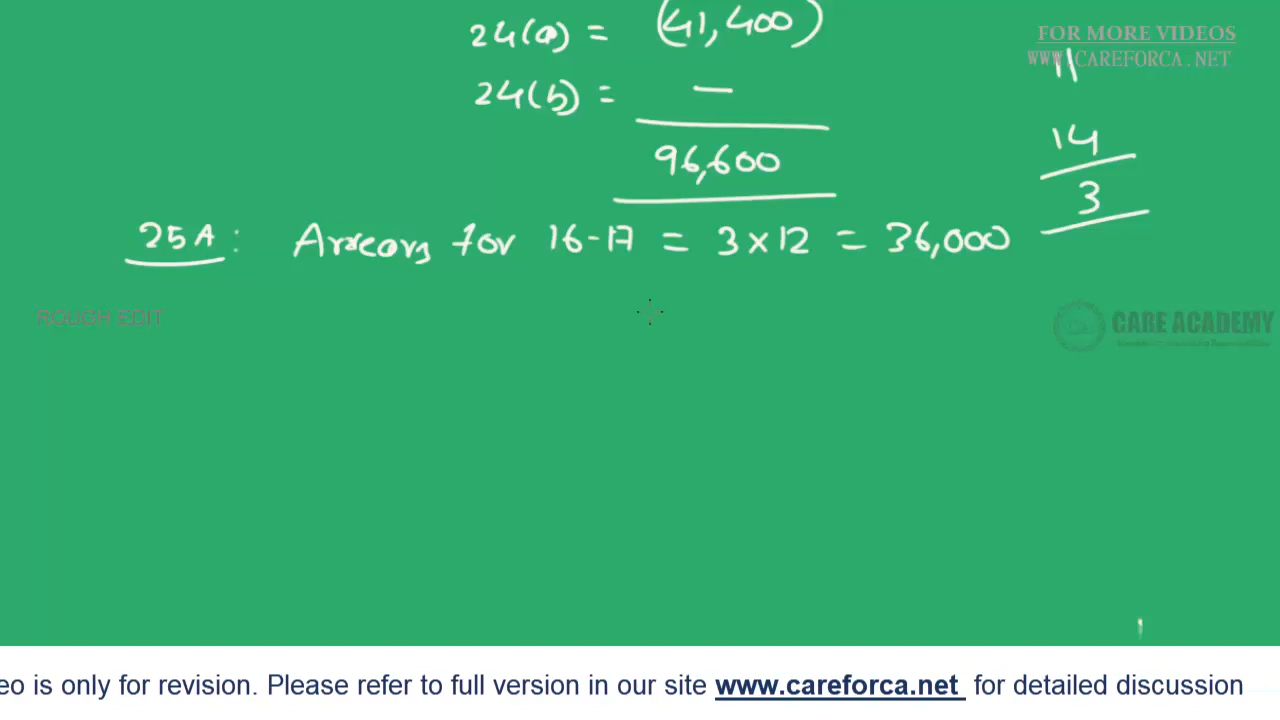 24(a) = (41,400)
FOR MORE VIDEOS
WWW.CAREFORCA.NET
11
24(b) = —
14
96,600
3
25A : Arrears for 16-17 = 3 x 12 = 36,000
ROUGH EDIT
CARE ACADEMY
eo is only for revision. Please refer to full version in our site www.careforca.net for detailed discussion